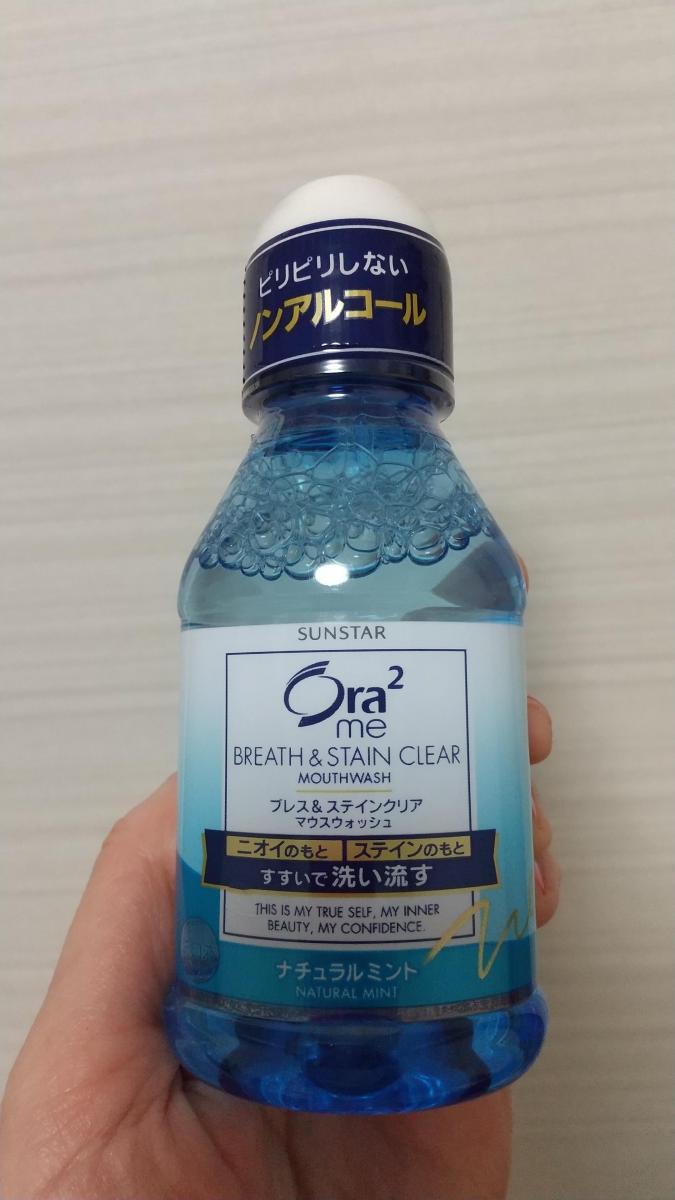 ピリピリしない
ノンアルコール
SUNSTAR
Ora²
me
BREATH & STAIN CLEAR
MOUTHWASH
ブレス&ステインクリア
マウスウォッシュ
ニオイのもと ステインのもと
すすいで洗い流す
THIS IS MY TRUE SELF, MY INNER
BEAUTY, MY CONFIDENCE.
ナチュラルミント
NATURAL MINT